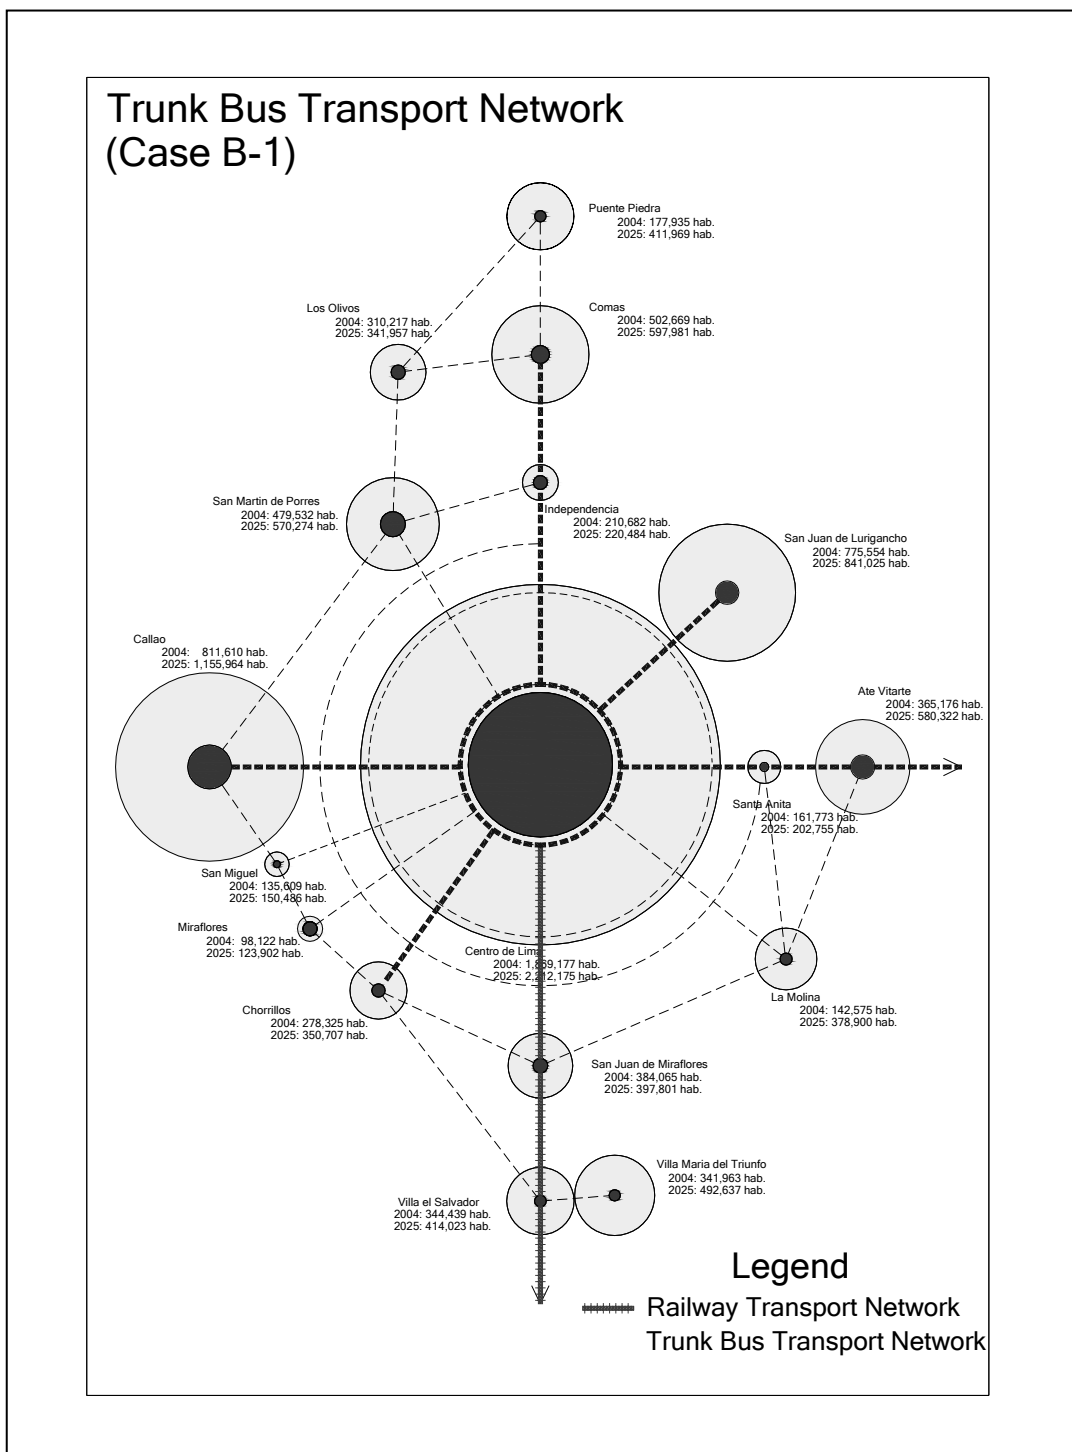 Trunk Bus Transport Network
(Case B-1)
Puente Piedra
2004: 177,935 hab.
2025: 411,969 hab.
Los Olivos
2004: 310,217 hab.
2025: 341,957 hab.
Comas
2004: 502,669 hab.
2025: 597,981 hab.
San Martin de Porres
2004: 479,532 hab.
2025: 570,274 hab.
Independencia
2004: 210,682 hab.
2025: 220,484 hab.
San Juan de Lurigancho
2004: 775,554 hab.
2025: 841,025 hab.
Callao
2004: 811,610 hab.
2025: 1,155,964 hab.
Ate Vitarte
2004: 365,176 hab.
2025: 580,322 hab.
Santa Anita
2004: 161,773 hab.
2025: 202,755 hab.
San Miguel
2004: 135,609 hab.
2025: 150,486 hab.
Miraflores
2004: 98,122 hab.
2025: 123,902 hab.
Centro de Lima
2004: hab.
2025: hab.
La Molina
2004: 142,575 hab.
2025: 378,900 hab.
Chorrillos
2004: 278,325 hab.
2025: 350,707 hab.
San Juan de Miraflores
2004: 384,065 hab.
2025: 397,801 hab.
Villa Maria del Triunfo
2004: 341,963 hab.
2025: 492,637 hab.
Villa el Salvador
2004: 344,439 hab.
2025: 414,023 hab.
Legend
Railway Transport Network
Trunk Bus Transport Network